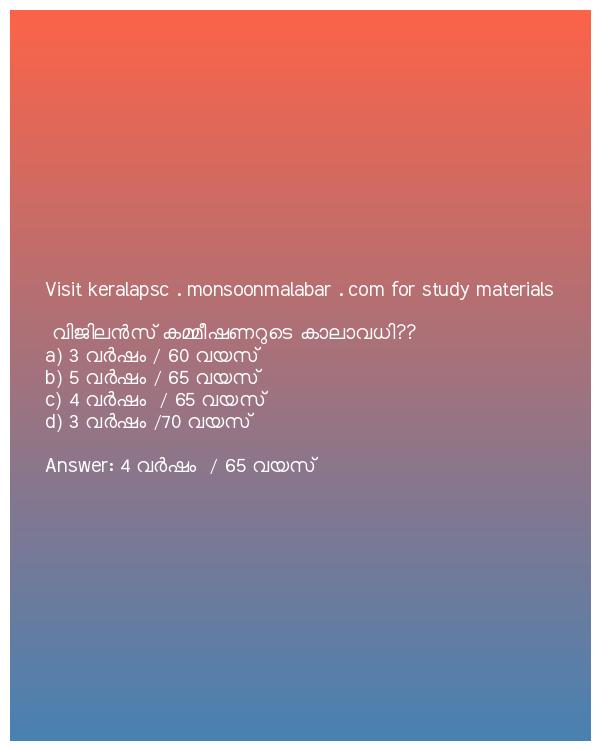 Visit keralapsc . monsoonmalabar . com for study materials
വിജിലൻസ് കമ്മീഷണറുടെ കാലാവധി??
a) 3 വർഷം / 60 വയസ്
b) 5 വർഷം / 65 വയസ്
c) 4 വർഷം / 65 വയസ്
d) 3 വർഷം /70 വയസ്
Answer: 4 വർഷം / 65 വയസ്